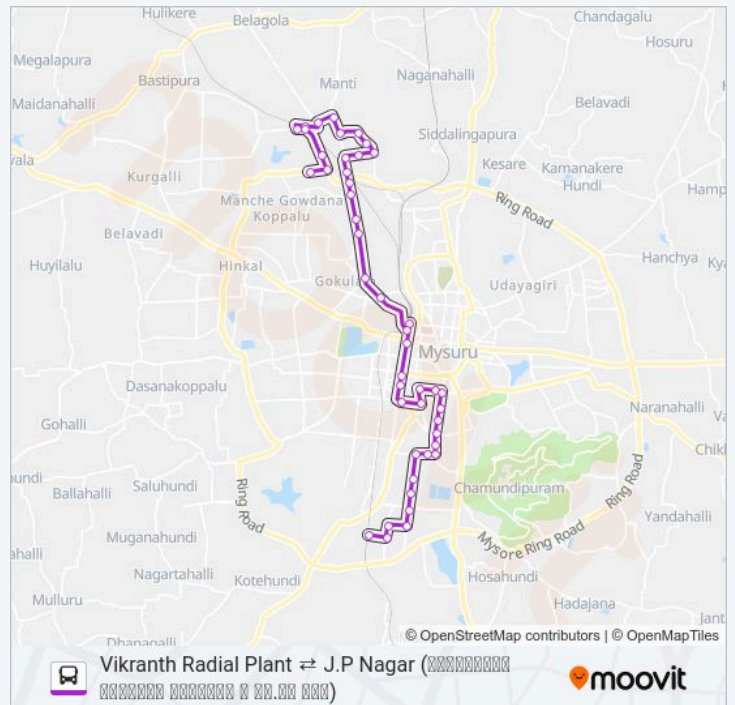 Hulikere
Belagola
Chandagalu
Hosuru
Megalapura
Manti
Naganahalli
Bastipura
Maidanahalli
Belavadi
Siddalingapura
vala
Kesare
Kamanakere
Hundi
Kurgalli
Hamp
Manche Gowdana
Koppalu
Ring Road
Belavadi
Hanchya
Kya
Huyilalu
Hinkal
Gokula
Udayagiri
Mysuru
Dasanakoppalu
Naranahalli
Va
Gohalli
Chikl
undi
Ballahalli
Saluhundi
Chamundipuram
Ring Road
Ring Road
Yandahalli
Muganahundi
Mysore Ring Road
ahalli
Nagartahalli
Kotehundi
Hosahundi
Mulluru
Hadajana
Jant
Dhanagalli
© OpenStreetMap contributors | © OpenMapTiles
Vikranth Radial Plant ⇄ J.P Nagar (
moovit